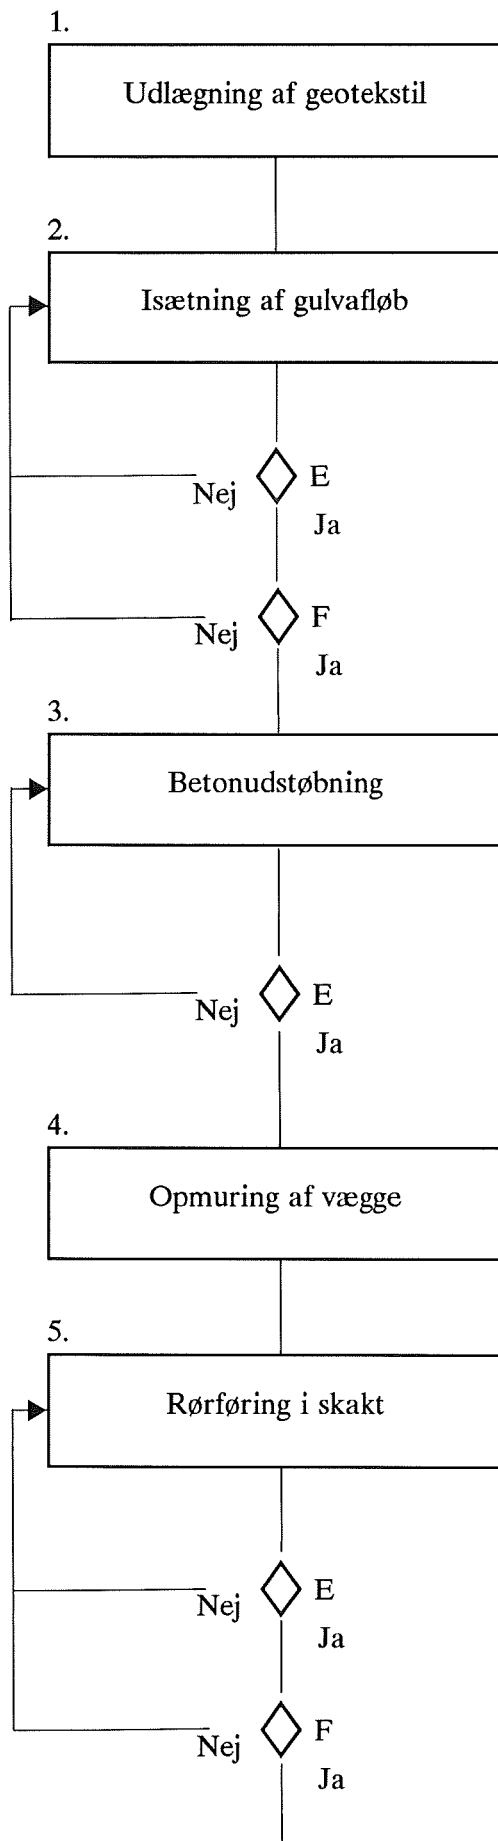 1.
Udlægning af geotekstil
2.
Isætning af gulvafløb
Nej E
Ja
Nej F
Ja
3.
Betonudstøbning
Nej E
Ja
4.
Opmuring af vægge
5.
Rørføring i skakt
Nej E
Ja
Nej F
Ja